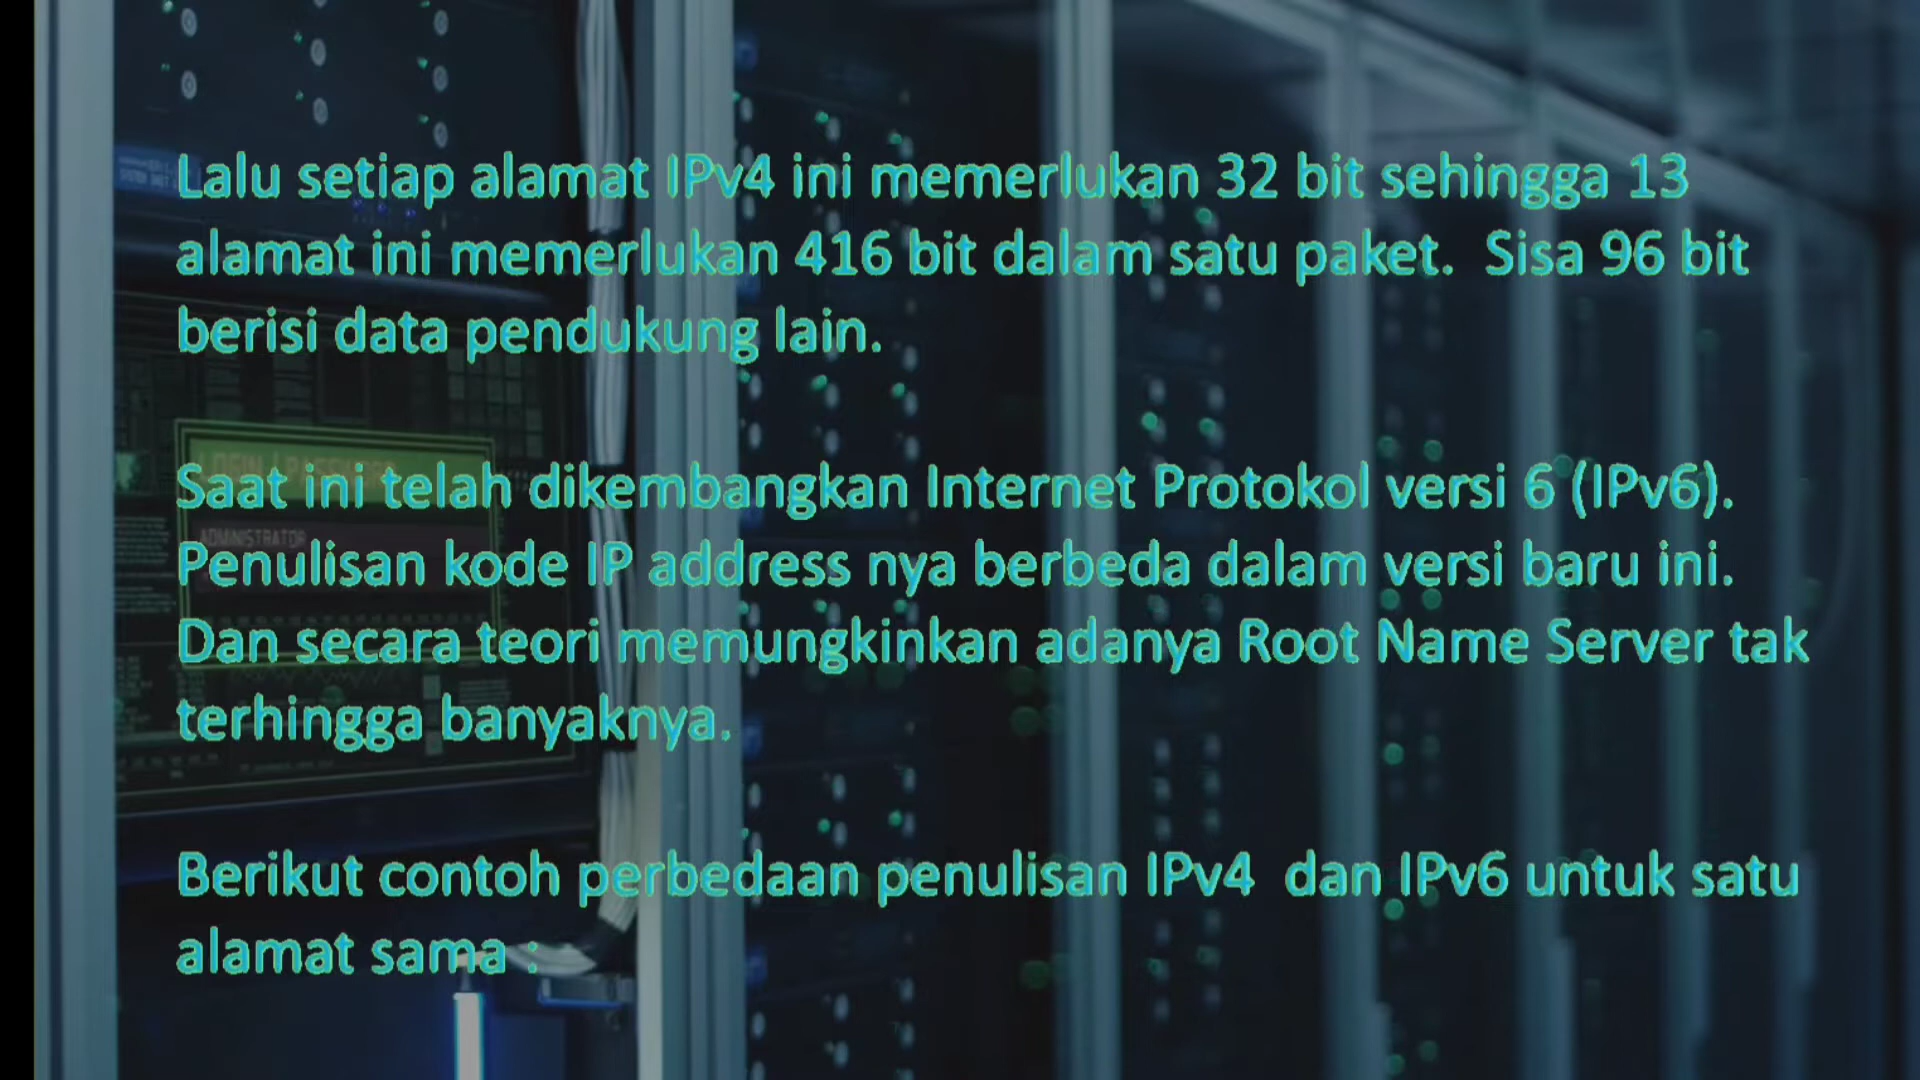 Lalu setiap alamat IPv4 ini memerlukan 32 bit sehingga 13
alamat ini memerlukan 416 bit dalam satu paket. Sisa 96 bit
berisi data pendukung lain.
Saat ini telah dikembangkan Internet Protokol versi 6 (IPv6).
Penulisan kode IP address nya berbeda dalam versi baru ini.
Dan secara teori memungkinkan adanya Root Name Server tak
terhingga banyaknya.
Berikut contoh perbedaan penulisan IPv4 dan IPv6 untuk satu
alamat sama :
ADMINISTRATOR